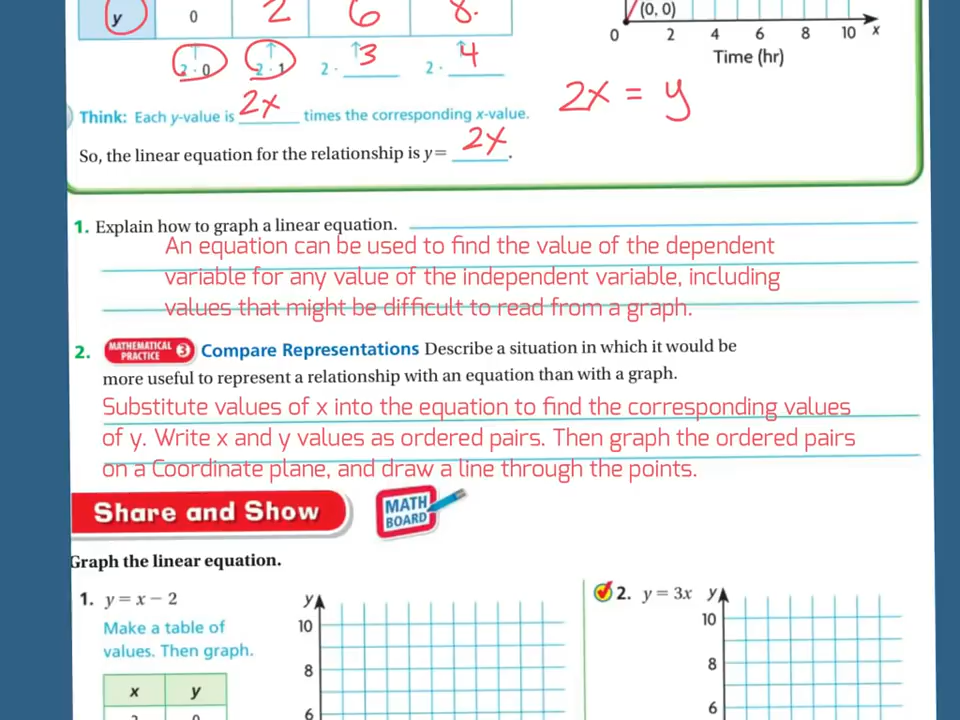 y 0 2 6 8
2 · 0 2 · 1 2 · 3 2 · 4
(0, 0)
0 2 4 6 8 10 x
Time (hr)
Think: Each y-value is 2x times the corresponding x-value.
2x = y
So, the linear equation for the relationship is y = 2x.
1. Explain how to graph a linear equation.
An equation can be used to find the value of the dependent
variable for any value of the independent variable, including
values that might be difficult to read from a graph.
2. MATHEMATICAL PRACTICE 3 Compare Representations Describe a situation in which it would be
more useful to represent a relationship with an equation than with a graph.
Substitute values of x into the equation to find the corresponding values
of y. Write x and y values as ordered pairs. Then graph the ordered pairs
on a Coordinate plane, and draw a line through the points.
Share and Show
MATH
BOARD
Graph the linear equation.
1. y = x − 2
Make a table of
values. Then graph.
x y
y
10
8
6
2. y = 3x
y
10
8
6